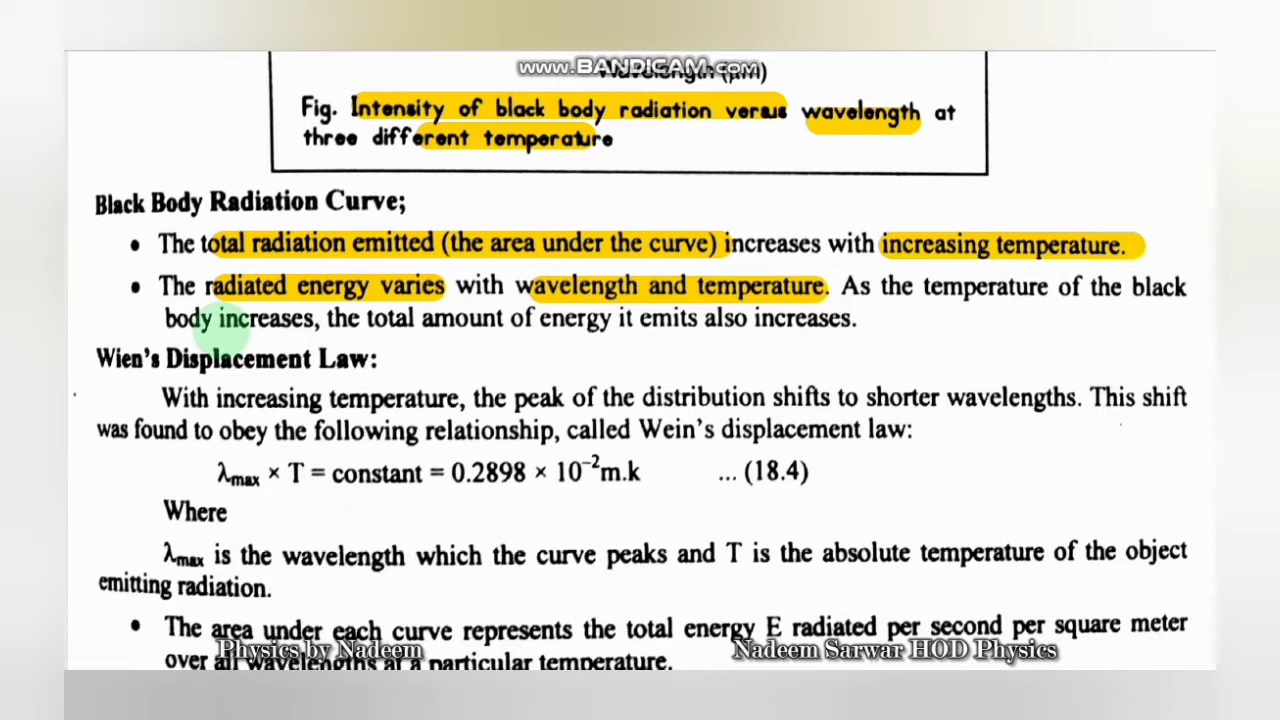 www.BANDICAM.com
Wavelength (μm)
Fig. Intensity of black body radiation versus wavelength at
three different temperature
Black Body Radiation Curve;
• The total radiation emitted (the area under the curve) increases with increasing temperature.
• The radiated energy varies with wavelength and temperature. As the temperature of the black
body increases, the total amount of energy it emits also increases.
Wien's Displacement Law:
With increasing temperature, the peak of the distribution shifts to shorter wavelengths. This shift
was found to obey the following relationship, called Wein's displacement law:
λmax × T = constant = 0.2898 × 10⁻²m.k ... (18.4)
Where
λmax is the wavelength which the curve peaks and T is the absolute temperature of the object
emitting radiation.
• The area under each curve represents the total energy E radiated per second per square meter
over all wavelengths at a particular temperature.
Physics by Nadeem
Nadeem Sarwar HOD Physics